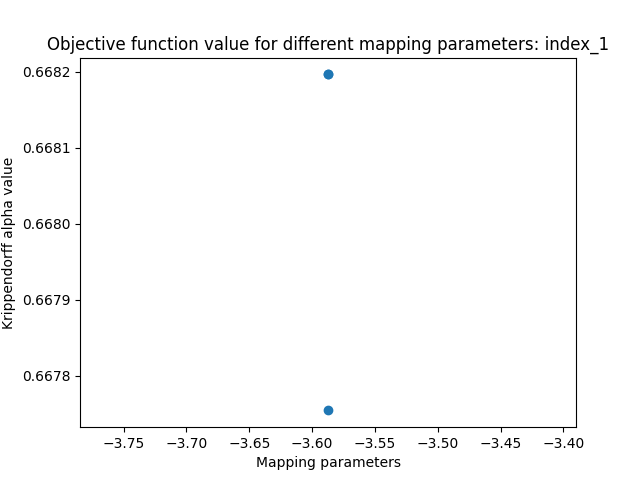 Objective function value for different mapping parameters: index_1
Krippendorff alpha value
0.6682
0.6681
0.6680
0.6679
0.6678
−3.75 −3.70 −3.65 −3.60 −3.55 −3.50 −3.45 −3.40
Mapping parameters